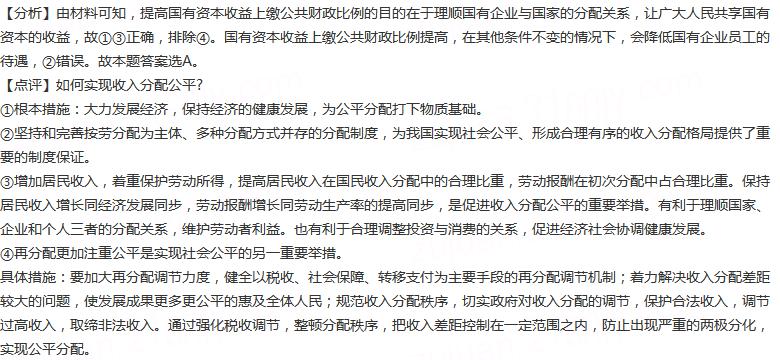 【分析】由材料可知，提高国有资本收益上缴公共财政比例的目的在于理顺国有企业与国家的分配关系，让广大人民共享国有
资本的收益，故①③正确，排除④。国有资本收益上缴公共财政比例提高，在其他条件不变的情况下，会降低国有企业员工的
待遇，②错误。故本题答案选A。
【点评】如何实现收入分配公平?
①根本措施：大力发展经济，保持经济的健康发展，为公平分配打下物质基础。
②坚持和完善按劳分配为主体、多种分配方式并存的分配制度，为我国实现社会公平、形成合理有序的收入分配格局提供了重
要的制度保证。
③增加居民收入，着重保护劳动所得，提高居民收入在国民收入分配中的合理比重，劳动报酬在初次分配中占合理比重。保持
居民收入增长同经济发展同步，劳动报酬增长同劳动生产率的提高同步，是促进收入分配公平的重要举措。有利于理顺国家、
企业和个人三者的分配关系，维护劳动者利益。也有利于合理调整投资与消费的关系，促进经济社会协调健康发展。
④再分配更加注重公平是实现社会公平的另一重要举措。
具体措施：要加大再分配调节力度，健全以税收、社会保障、转移支付为主要手段的再分配调节机制；着力解决收入分配差距
较大的问题，使发展成果更多更公平的惠及全体人民；规范收入分配秩序，切实政府对收入分配的调节，保护合法收入，调节
过高收入，取缔非法收入。通过强化税收调节，整顿分配秩序，把收入差距控制在一定范围之内，防止出现严重的两极分化，
实现公平分配。